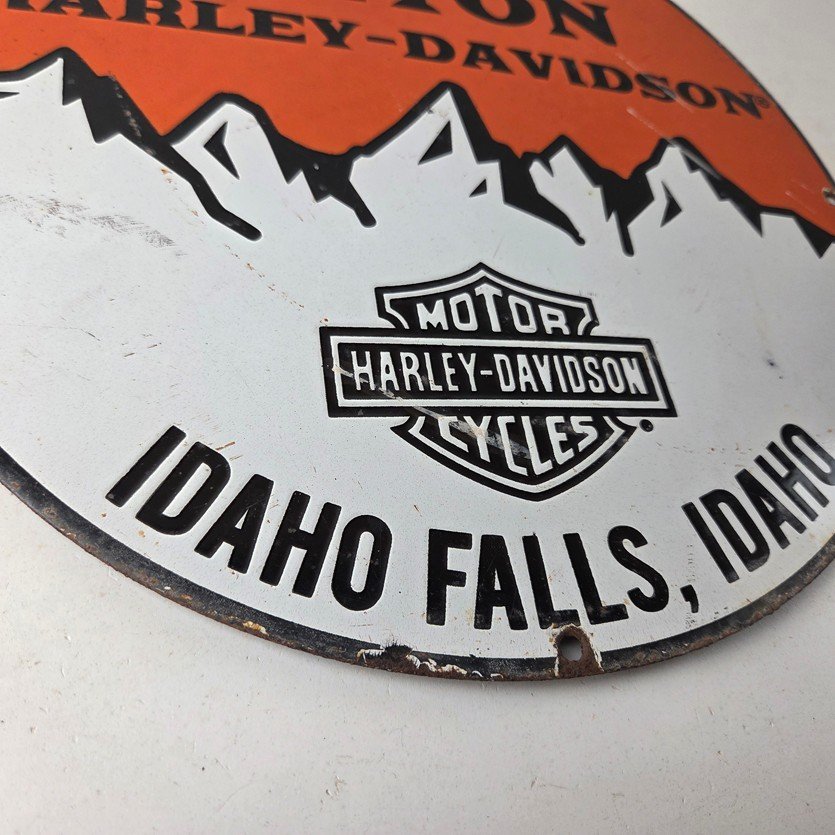 HARLEY-DAVIDSON®
MOTOR
HARLEY-DAVIDSON
CYCLES
IDAHO FALLS, IDAHO